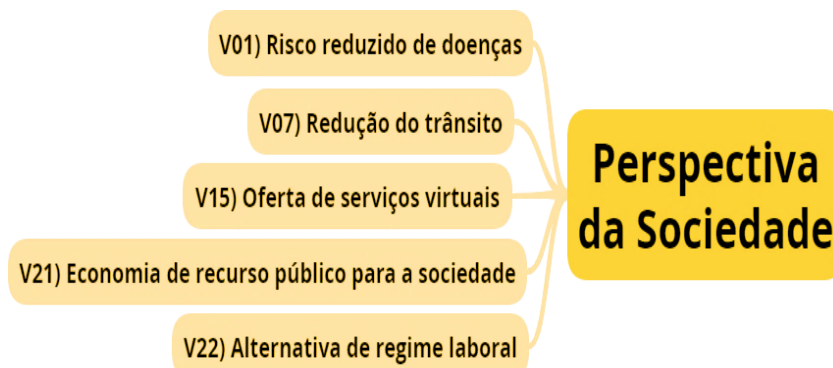 V01) Risco reduzido de doenças
V07) Redução do trânsito
V15) Oferta de serviços virtuais
V21) Economia de recurso público para a sociedade
V22) Alternativa de regime laboral
Perspectiva
da Sociedade